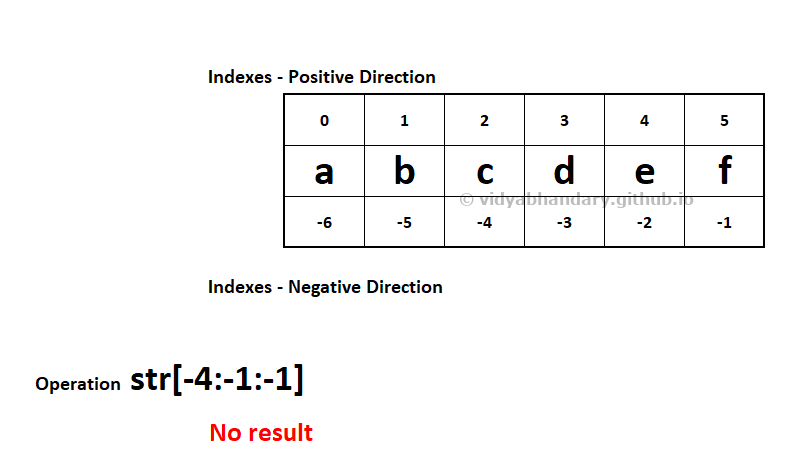 Indexes - Positive Direction
0 1 2 3 4 5
a b c d e f
© vidyabhandary.github.io
-6 -5 -4 -3 -2 -1
Indexes - Negative Direction
Operation str[-4:-1:-1]
No result